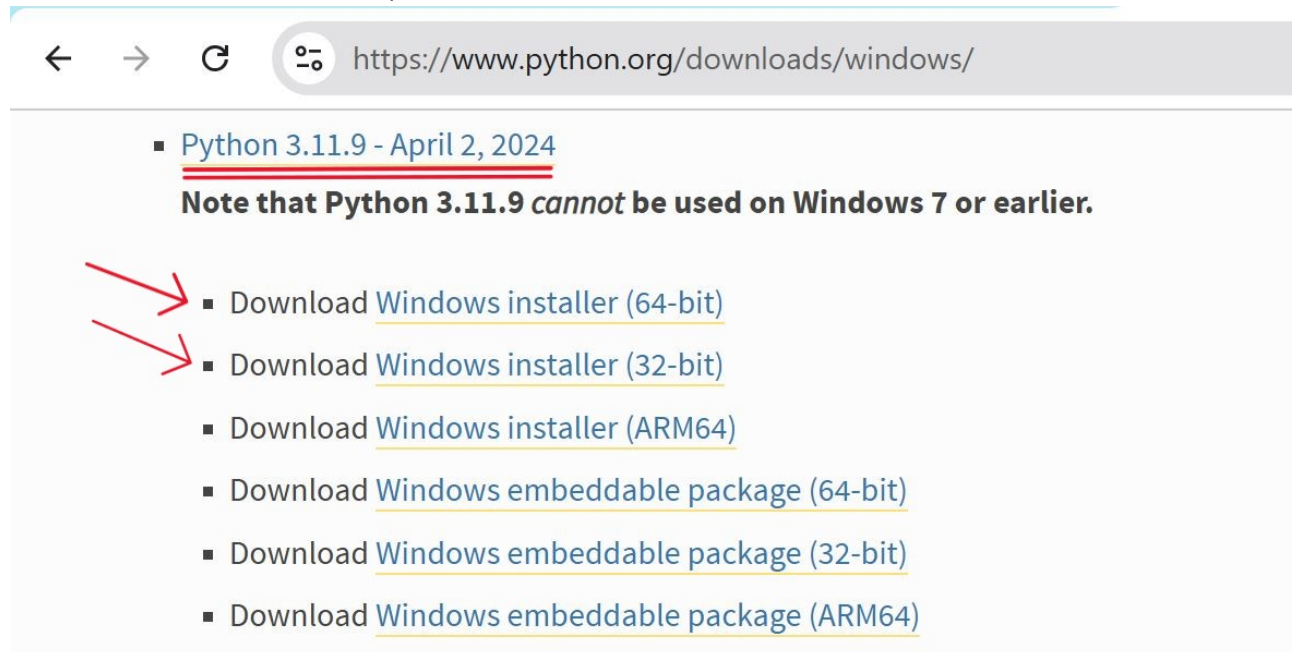 https://www.python.org/downloads/windows/
Python 3.11.9 - April 2, 2024
Note that Python 3.11.9 cannot be used on Windows 7 or earlier.
Download Windows installer (64-bit)
Download Windows installer (32-bit)
Download Windows installer (ARM64)
Download Windows embeddable package (64-bit)
Download Windows embeddable package (32-bit)
Download Windows embeddable package (ARM64)